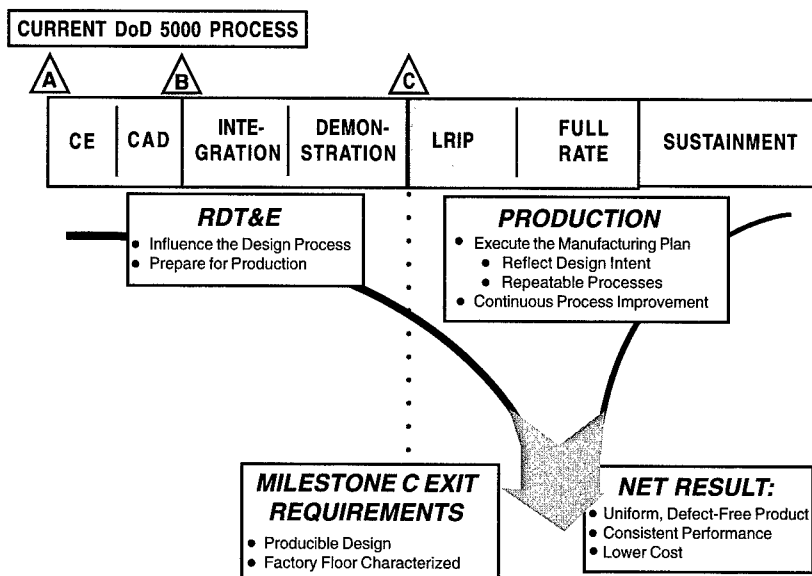 CURRENT DoD 5000 PROCESS
A B C
CE CAD INTE-
GRATION DEMON-
STRATION LRIP FULL
RATE SUSTAINMENT
RDT&E
• Influence the Design Process
• Prepare for Production
PRODUCTION
• Execute the Manufacturing Plan
• Reflect Design Intent
• Repeatable Processes
• Continuous Process Improvement
MILESTONE C EXIT
REQUIREMENTS
• Producible Design
• Factory Floor Characterized
NET RESULT:
• Uniform, Defect-Free Product
• Consistent Performance
• Lower Cost